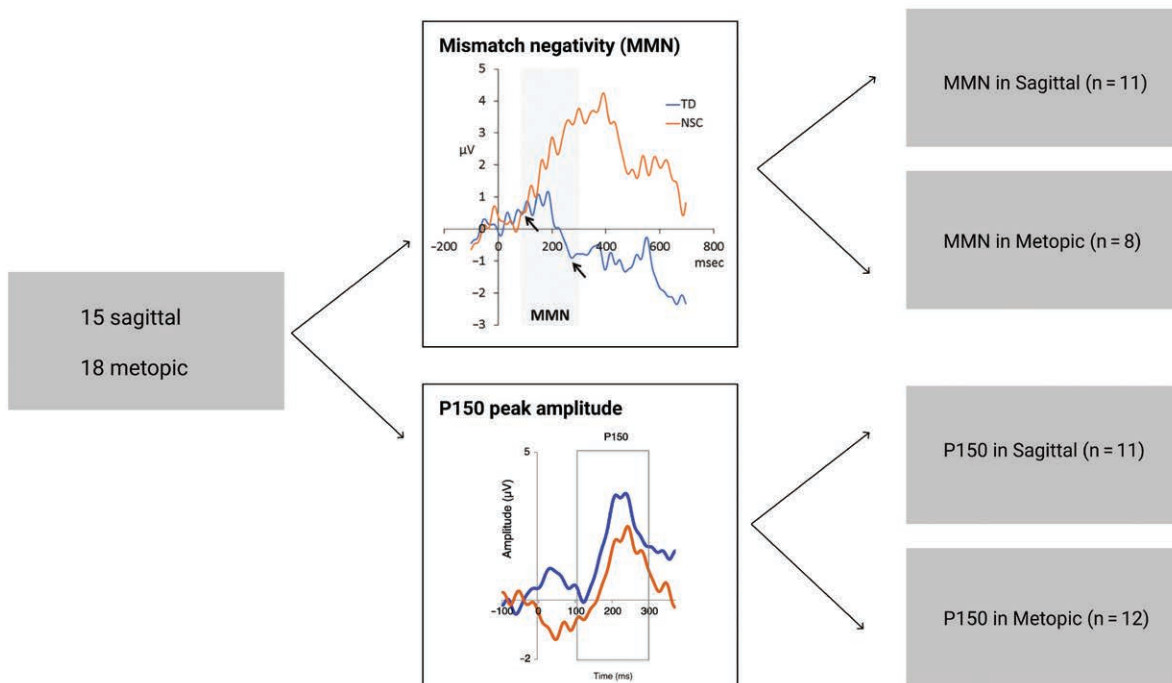 15 sagittal
18 metopic
Mismatch negativity (MMN)
5
4
3
μV
2
1
0
−1
−2
−3
−200
0
200
400
600
800
msec
TD
NSC
MMN
P150 peak amplitude
P150
5
Amplitude (μV)
−100
0
100
300
−2
Time (ms)
MMN in Sagittal (n = 11)
MMN in Metopic (n = 8)
P150 in Sagittal (n = 11)
P150 in Metopic (n = 12)